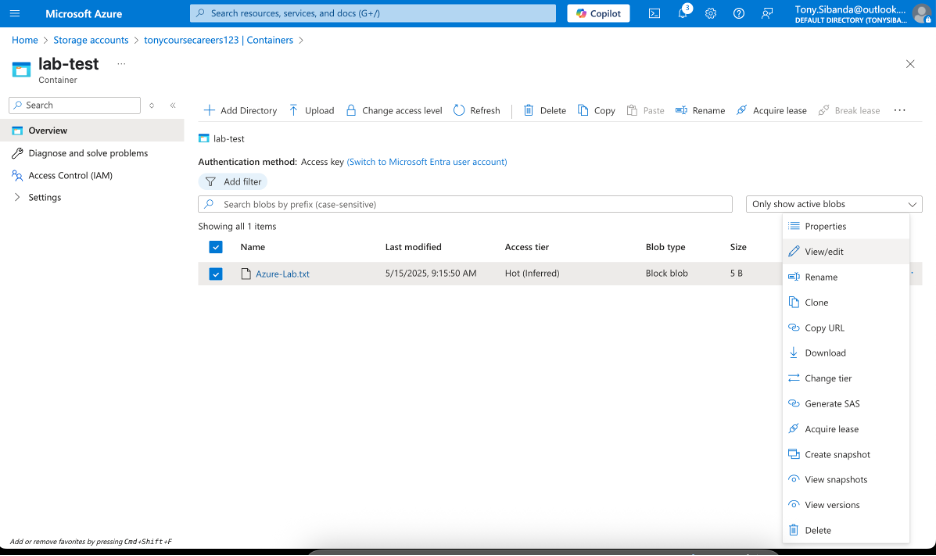 Microsoft Azure
Search resources, services, and docs (G+/)
Copilot
3
Tony.Sibanda@outlook....
DEFAULT DIRECTORY (TONYSIBA...
Home > Storage accounts > tonycoursecareers123 | Containers >
lab-test ...
Container
Search
Overview
Diagnose and solve problems
Access Control (IAM)
Settings
Add Directory Upload Change access level Refresh Delete Copy Paste Rename Acquire lease Break lease ...
lab-test
Authentication method: Access key (Switch to Microsoft Entra user account)
Add filter
Search blobs by prefix (case-sensitive)
Only show active blobs
Showing all 1 items
Name Last modified Access tier Blob type Size
Azure-Lab.txt 5/15/2025, 9:15:50 AM Hot (Inferred) Block blob 5 B
Properties
View/edit
Rename
Clone
Copy URL
Download
Change tier
Generate SAS
Acquire lease
Create snapshot
View snapshots
View versions
Delete
Add or remove favorites by pressing Cmd+Shift+F